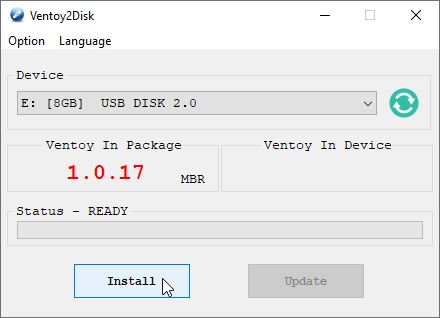 Ventoy2Disk
Option Language
Device
E: [8GB] USB DISK 2.0
Ventoy In Package Ventoy In Device
1.0.17 MBR
Status - READY
Install Update